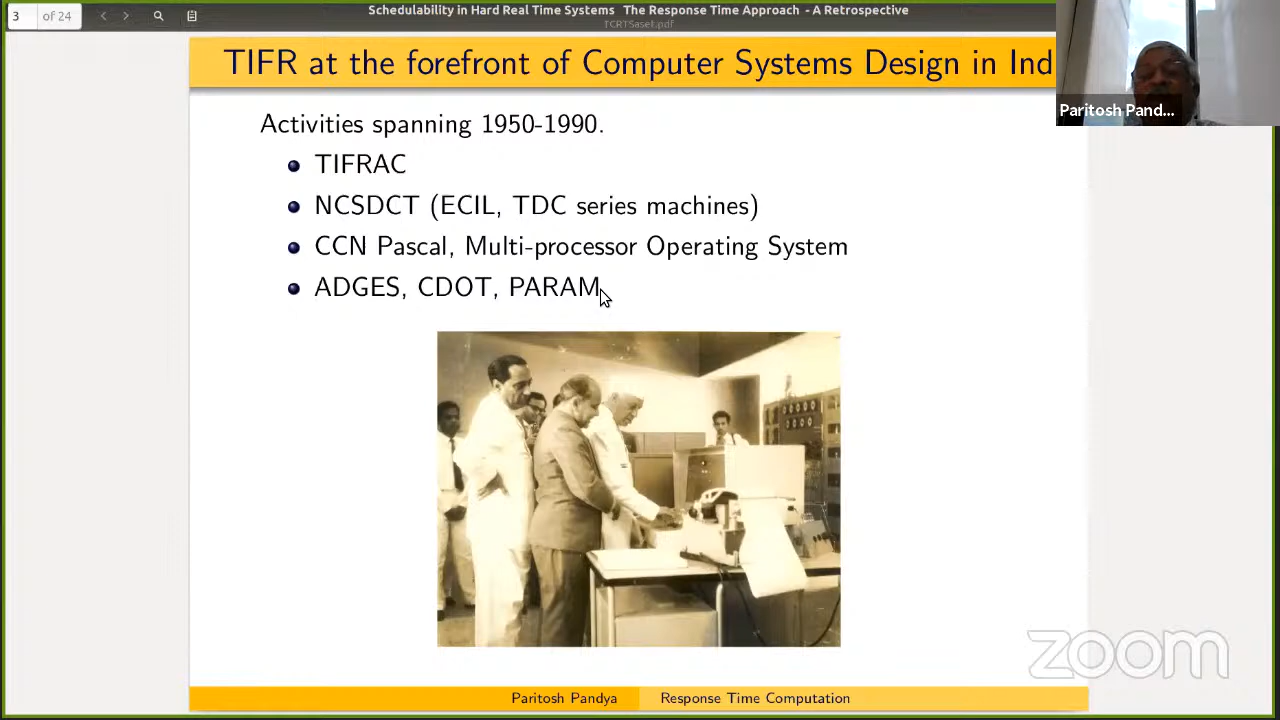 3 of 24
Schedulability in Hard Real Time Systems The Response Time Approach - A Retrospective
TCRTSaset.pdf
TIFR at the forefront of Computer Systems Design in Ind
Paritosh Pand...
Activities spanning 1950-1990.
TIFRAC
NCSDCT (ECIL, TDC series machines)
CCN Pascal, Multi-processor Operating System
ADGES, CDOT, PARAM
zoom
Paritosh Pandya
Response Time Computation